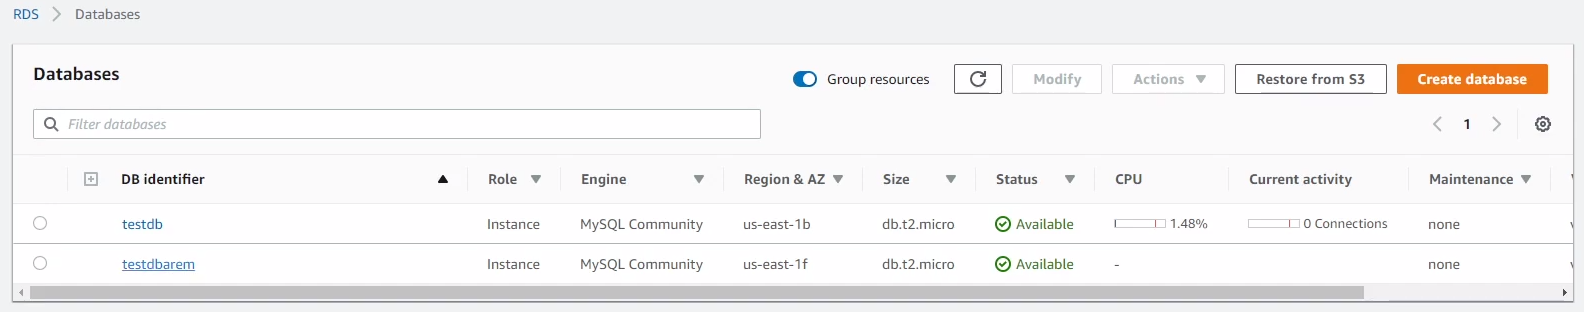 RDS > Databases
Databases
Group resources
Modify
Actions
Restore from S3
Create database
Filter databases
1
DB identifier Role Engine Region & AZ Size Status CPU Current activity Maintenance
testdb Instance MySQL Community us-east-1b db.t2.micro Available 1.48% 0 Connections none
testdbarem Instance MySQL Community us-east-1f db.t2.micro Available - none